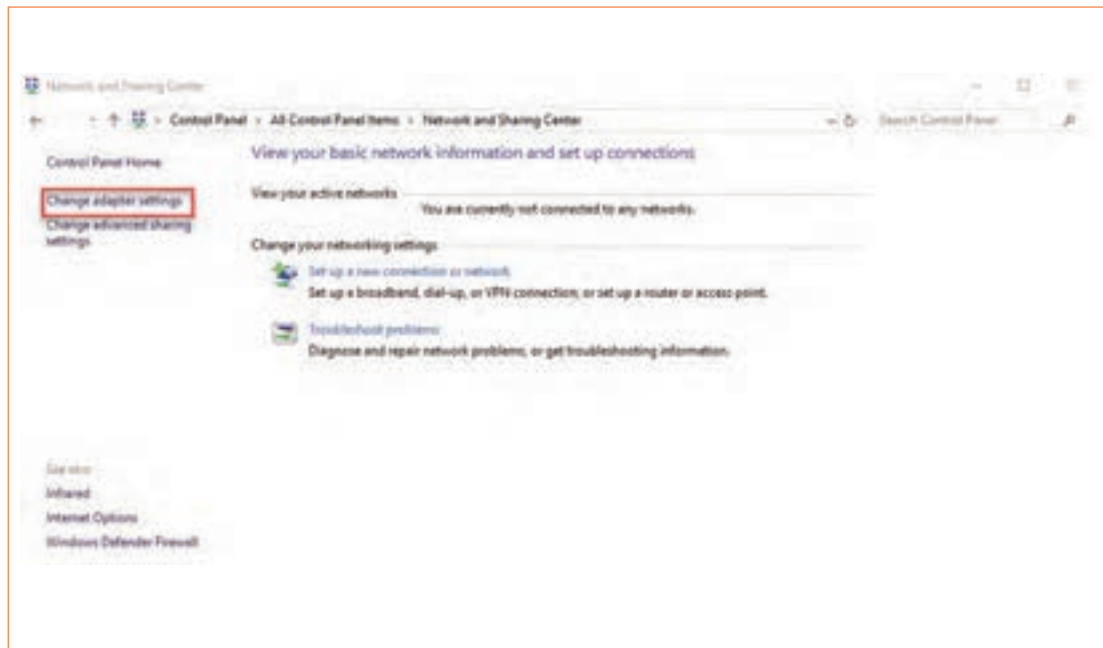 Network and Sharing Center
Control Panel > All Control Panel Items > Network and Sharing Center
Search Control Panel
Control Panel Home
Change adapter settings
Change advanced sharing
settings
View your basic network information and set up connections
View your active networks
You are currently not connected to any networks.
Change your networking settings
Set up a new connection or network
Set up a broadband, dial-up, or VPN connection; or set up a router or access point.
Troubleshoot problems
Diagnose and repair network problems, or get troubleshooting information.
See also
Infrared
Internet Options
Windows Defender Firewall